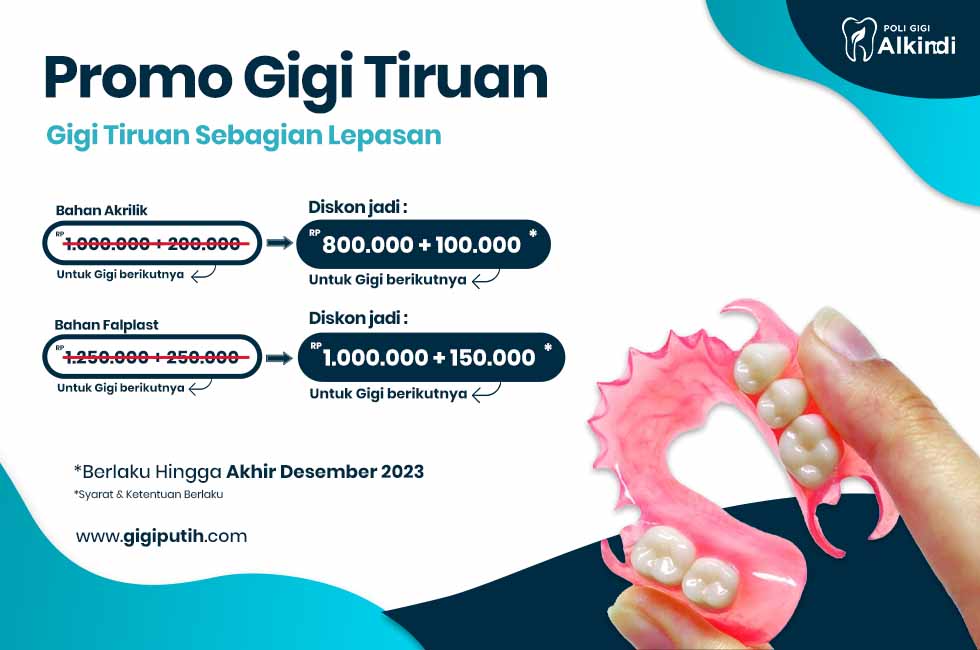 POLI GIGI
Alkindi
Promo Gigi Tiruan
Gigi Tiruan Sebagian Lepasan
Bahan Akrilik
RP 1.000.000 + 200.000
Untuk Gigi berikutnya
Diskon jadi :
RP 800.000 + 100.000 *
Untuk Gigi berikutnya
Bahan Falplast
RP 1.250.000 + 250.000
Untuk Gigi berikutnya
Diskon jadi :
RP 1.000.000 + 150.000 *
Untuk Gigi berikutnya
*Berlaku Hingga Akhir Desember 2023
*Syarat & Ketentuan Berlaku
www.gigiputih.com